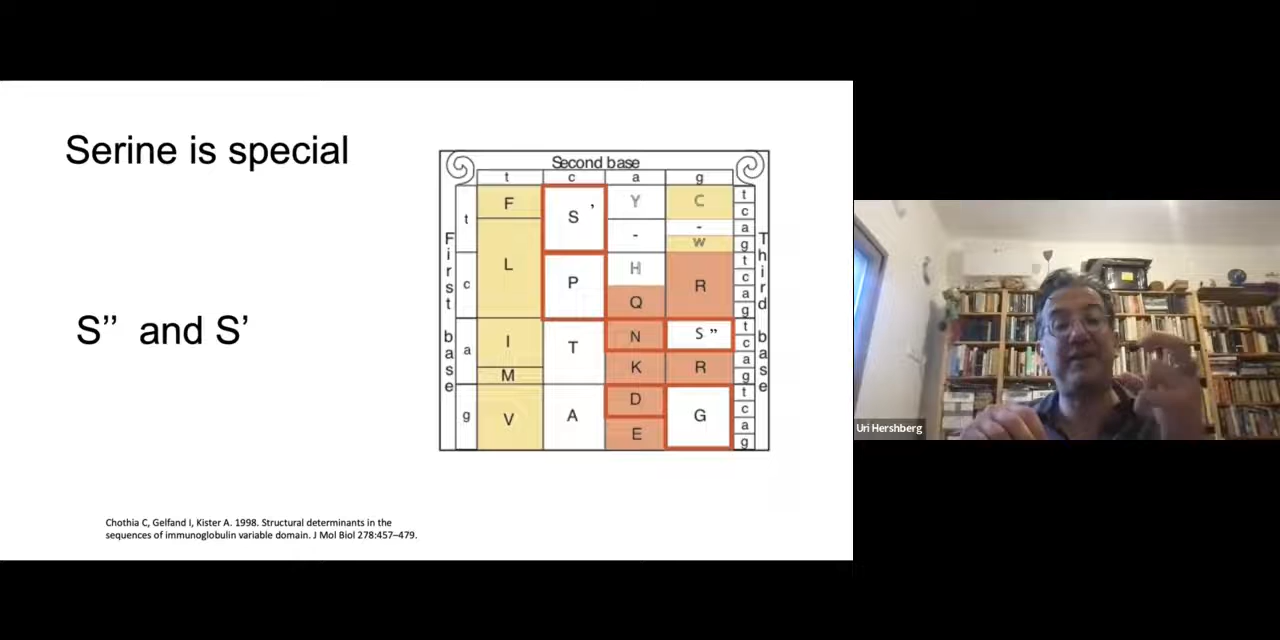 Serine is special
S’’ and S’
Second base
t c a g
First base
Third base
t
F S ’ Y C
L - -
W
c
P H R
Q
a
I T N S ”
M K R
g
V A D G
E
t
c
a
g
t
c
a
g
t
c
a
g
t
c
a
g
Chothia C, Gelfand I, Kister A. 1998. Structural determinants in the
sequences of immunoglobulin variable domain. J Mol Biol 278:457–479.
Uri Hershberg